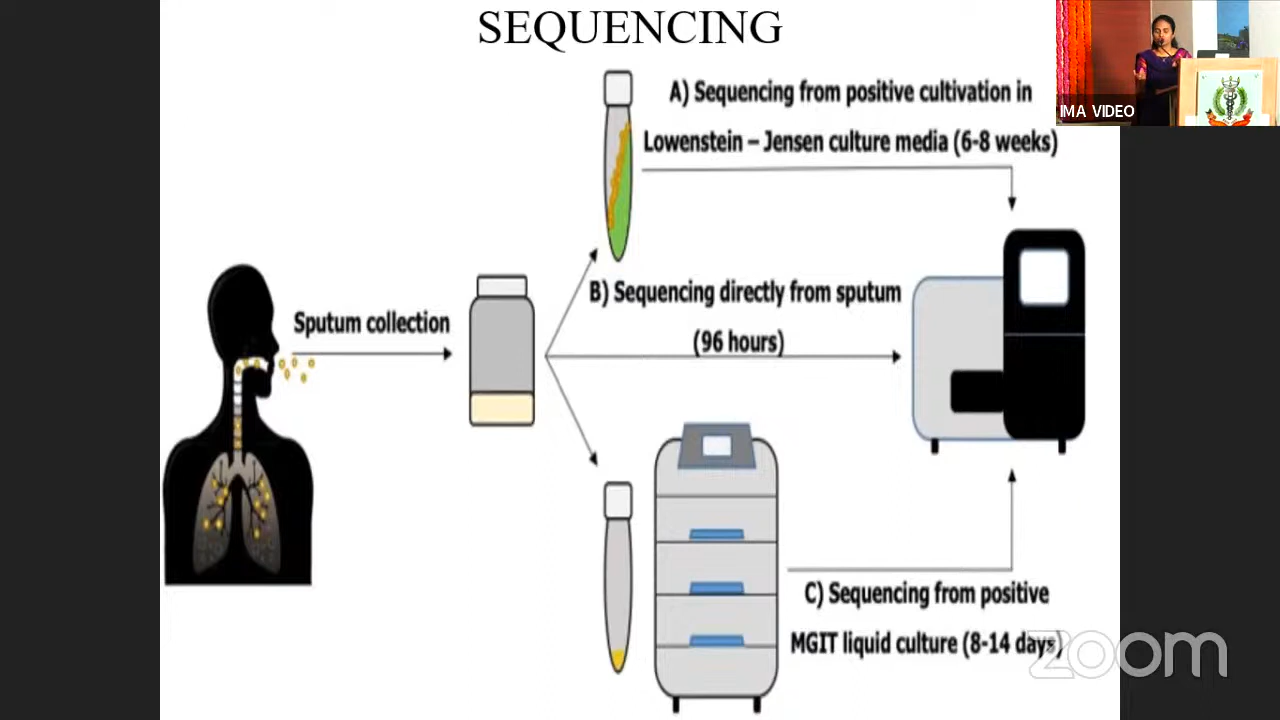 SEQUENCING
A) Sequencing from positive cultivation in
Lowenstein – Jensen culture media (6-8 weeks)
IMA VIDEO
Sputum collection
B) Sequencing directly from sputum
(96 hours)
C) Sequencing from positive
MGIT liquid culture (8-14 days)
zoom